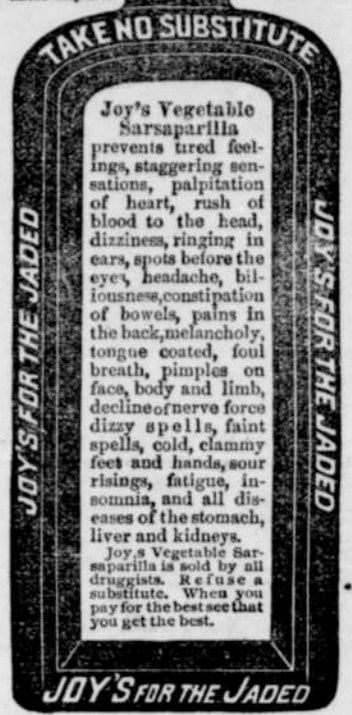 TAKE NO SUBSTITUTE
JOY'S FOR THE JADED
Joy's Vegetable
Sarsaparilla
prevents tired feel-
ings, staggering sen-
sations, palpitation
of heart, rush of
blood to the head,
dizziness, ringing in
ears, spots before the
eyes, headache, bil-
iousness, constipation
of bowels, pains in
the back, melancholy,
tongue coated, foul
breath, pimples on
face, body and limb,
decline of nerve force
dizzy spells, faint
spells, cold, clammy
feet and hands, sour
risings, fatigue, in-
somnia, and all dis-
eases of the stomach,
liver and kidneys.
Joy,s Vegetable Sar-
saparilla is sold by all
druggists. Refuse a
substitute. When you
pay for the best see that
you get the best.
JOY'S FOR THE JADED
JOY'S FOR THE JADED